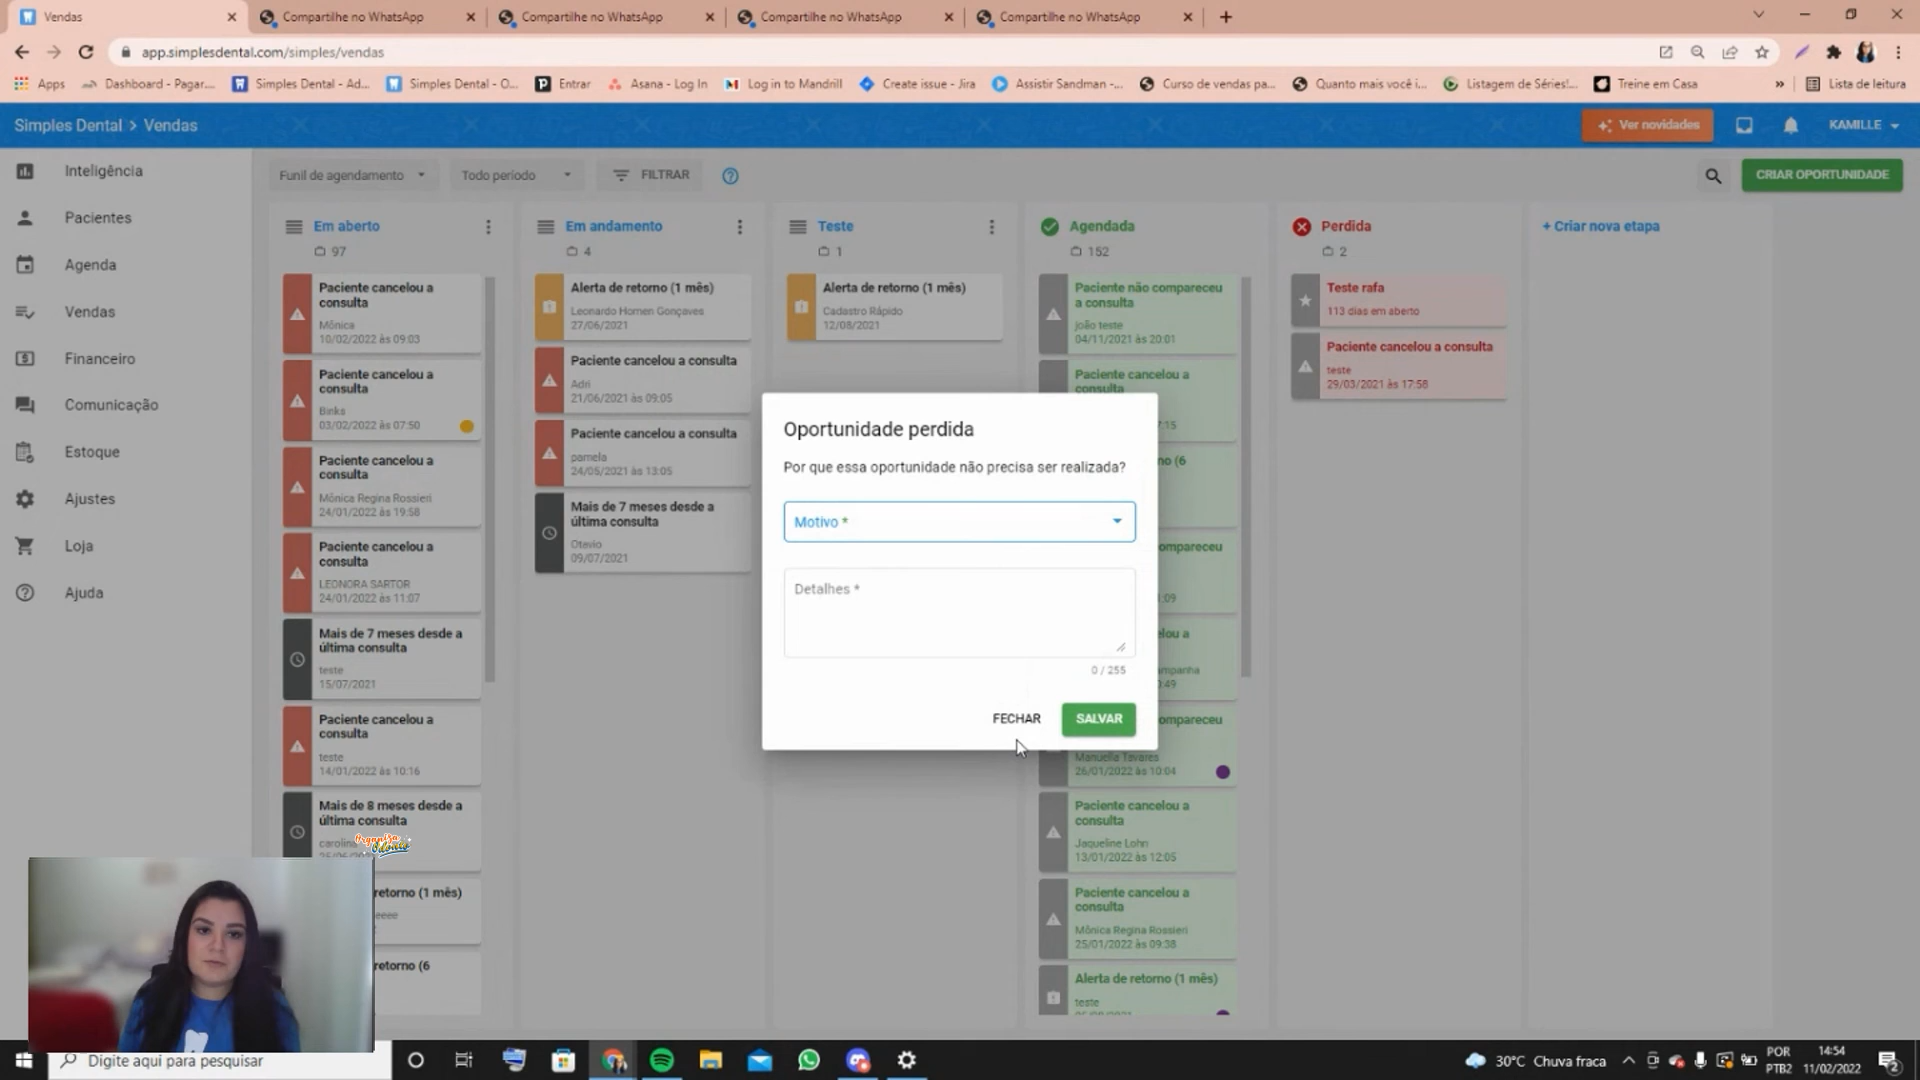 Vendas
Compartilhe no WhatsApp
Compartilhe no WhatsApp
Compartilhe no WhatsApp
Compartilhe no WhatsApp
app.simplesdental.com/simples/vendas
Apps
Dashboard - Pagar....
Simples Dental - Ad...
Simples Dental - O...
Entrar
Asana - Log In
Log in to Mandrill
Create issue - Jira
Assistir Sandman -...
Curso de vendas pa...
Quanto mais você i...
Listagem de Séries!...
Treine em Casa
Lista de leitura
Simples Dental > Vendas
Ver novidades
KAMILLE
Inteligência
Pacientes
Agenda
Vendas
Financeiro
Comunicação
Estoque
Ajustes
Loja
Ajuda
Funil de agendamento
Todo período
FILTRAR
CRIAR OPORTUNIDADE
Em aberto
97
Paciente cancelou a
consulta
Mônica
10/02/2022 às 09:03
Paciente cancelou a
consulta
Binks
03/02/2022 às 07:50
Paciente cancelou a
consulta
Mônica Regina Rossieri
24/01/2022 às 19:58
Paciente cancelou a
consulta
LEONORA SARTOR
24/01/2022 às 11:07
Mais de 7 meses desde a
última consulta
teste
15/07/2021
Paciente cancelou a
consulta
teste
14/01/2022 às 10:16
Mais de 8 meses desde a
última consulta
carolina
Organiza
Odonto
retorno (1 mês)
retorno (6
Em andamento
4
Alerta de retorno (1 mês)
Leonardo Homen Gonçaves
27/06/2021
Paciente cancelou a consulta
Adri
21/06/2021 às 09:05
Paciente cancelou a consulta
pamela
24/05/2021 às 13:05
Mais de 7 meses desde a
última consulta
Otavio
09/07/2021
Teste
1
Alerta de retorno (1 mês)
Cadastro Rápido
12/08/2021
Agendada
152
Paciente não compareceu
a consulta
joão teste
04/11/2021 às 20:01
Paciente cancelou a
consulta
7:15
no (6
compareceu
:09
elou a
mpanha
:49
compareceu
Manuella Tavares
26/01/2022 às 10:04
Paciente cancelou a
consulta
Jaqueline Lohn
13/01/2022 às 12:05
Paciente cancelou a
consulta
Mônica Regina Rossieri
25/01/2022 às 09:38
Alerta de retorno (1 mês)
teste
Perdida
2
Teste rafa
113 dias em aberto
Paciente cancelou a consulta
teste
29/03/2021 às 17:58
+ Criar nova etapa
Oportunidade perdida
Por que essa oportunidade não precisa ser realizada?
Motivo *
Detalhes *
0 / 255
FECHAR
SALVAR
Digite aqui para pesquisar
30°C Chuva fraca
POR
PTB2
14:54
11/02/2022
2